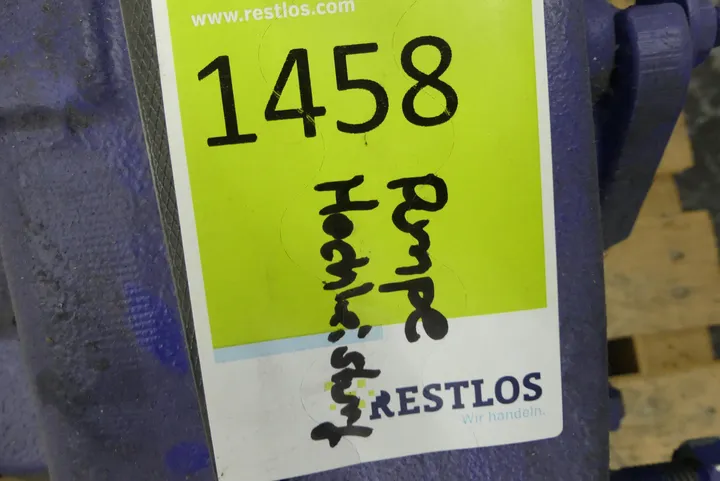 www.restlos.com
1458
Pumpe
Hochleistung
RESTLOS
Wir handeln.